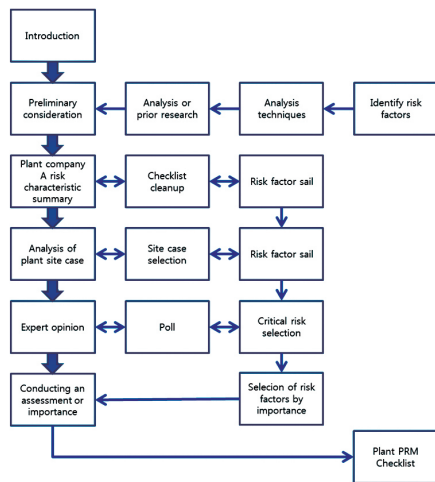 Introduction
Preliminary
consideration
Analysis or
prior research
Analysis
techniques
Identify risk
factors
Plant company
A risk
characteristic
summary
Checklist
cleanup
Risk factor sail
Analysis of
plant site case
Site case
selection
Risk factor sail
Expert opinion
Poll
Critical risk
selection
Conducting an
assessment or
importance
Selecion of risk
factors by
importance
Plant PRM
Checklist